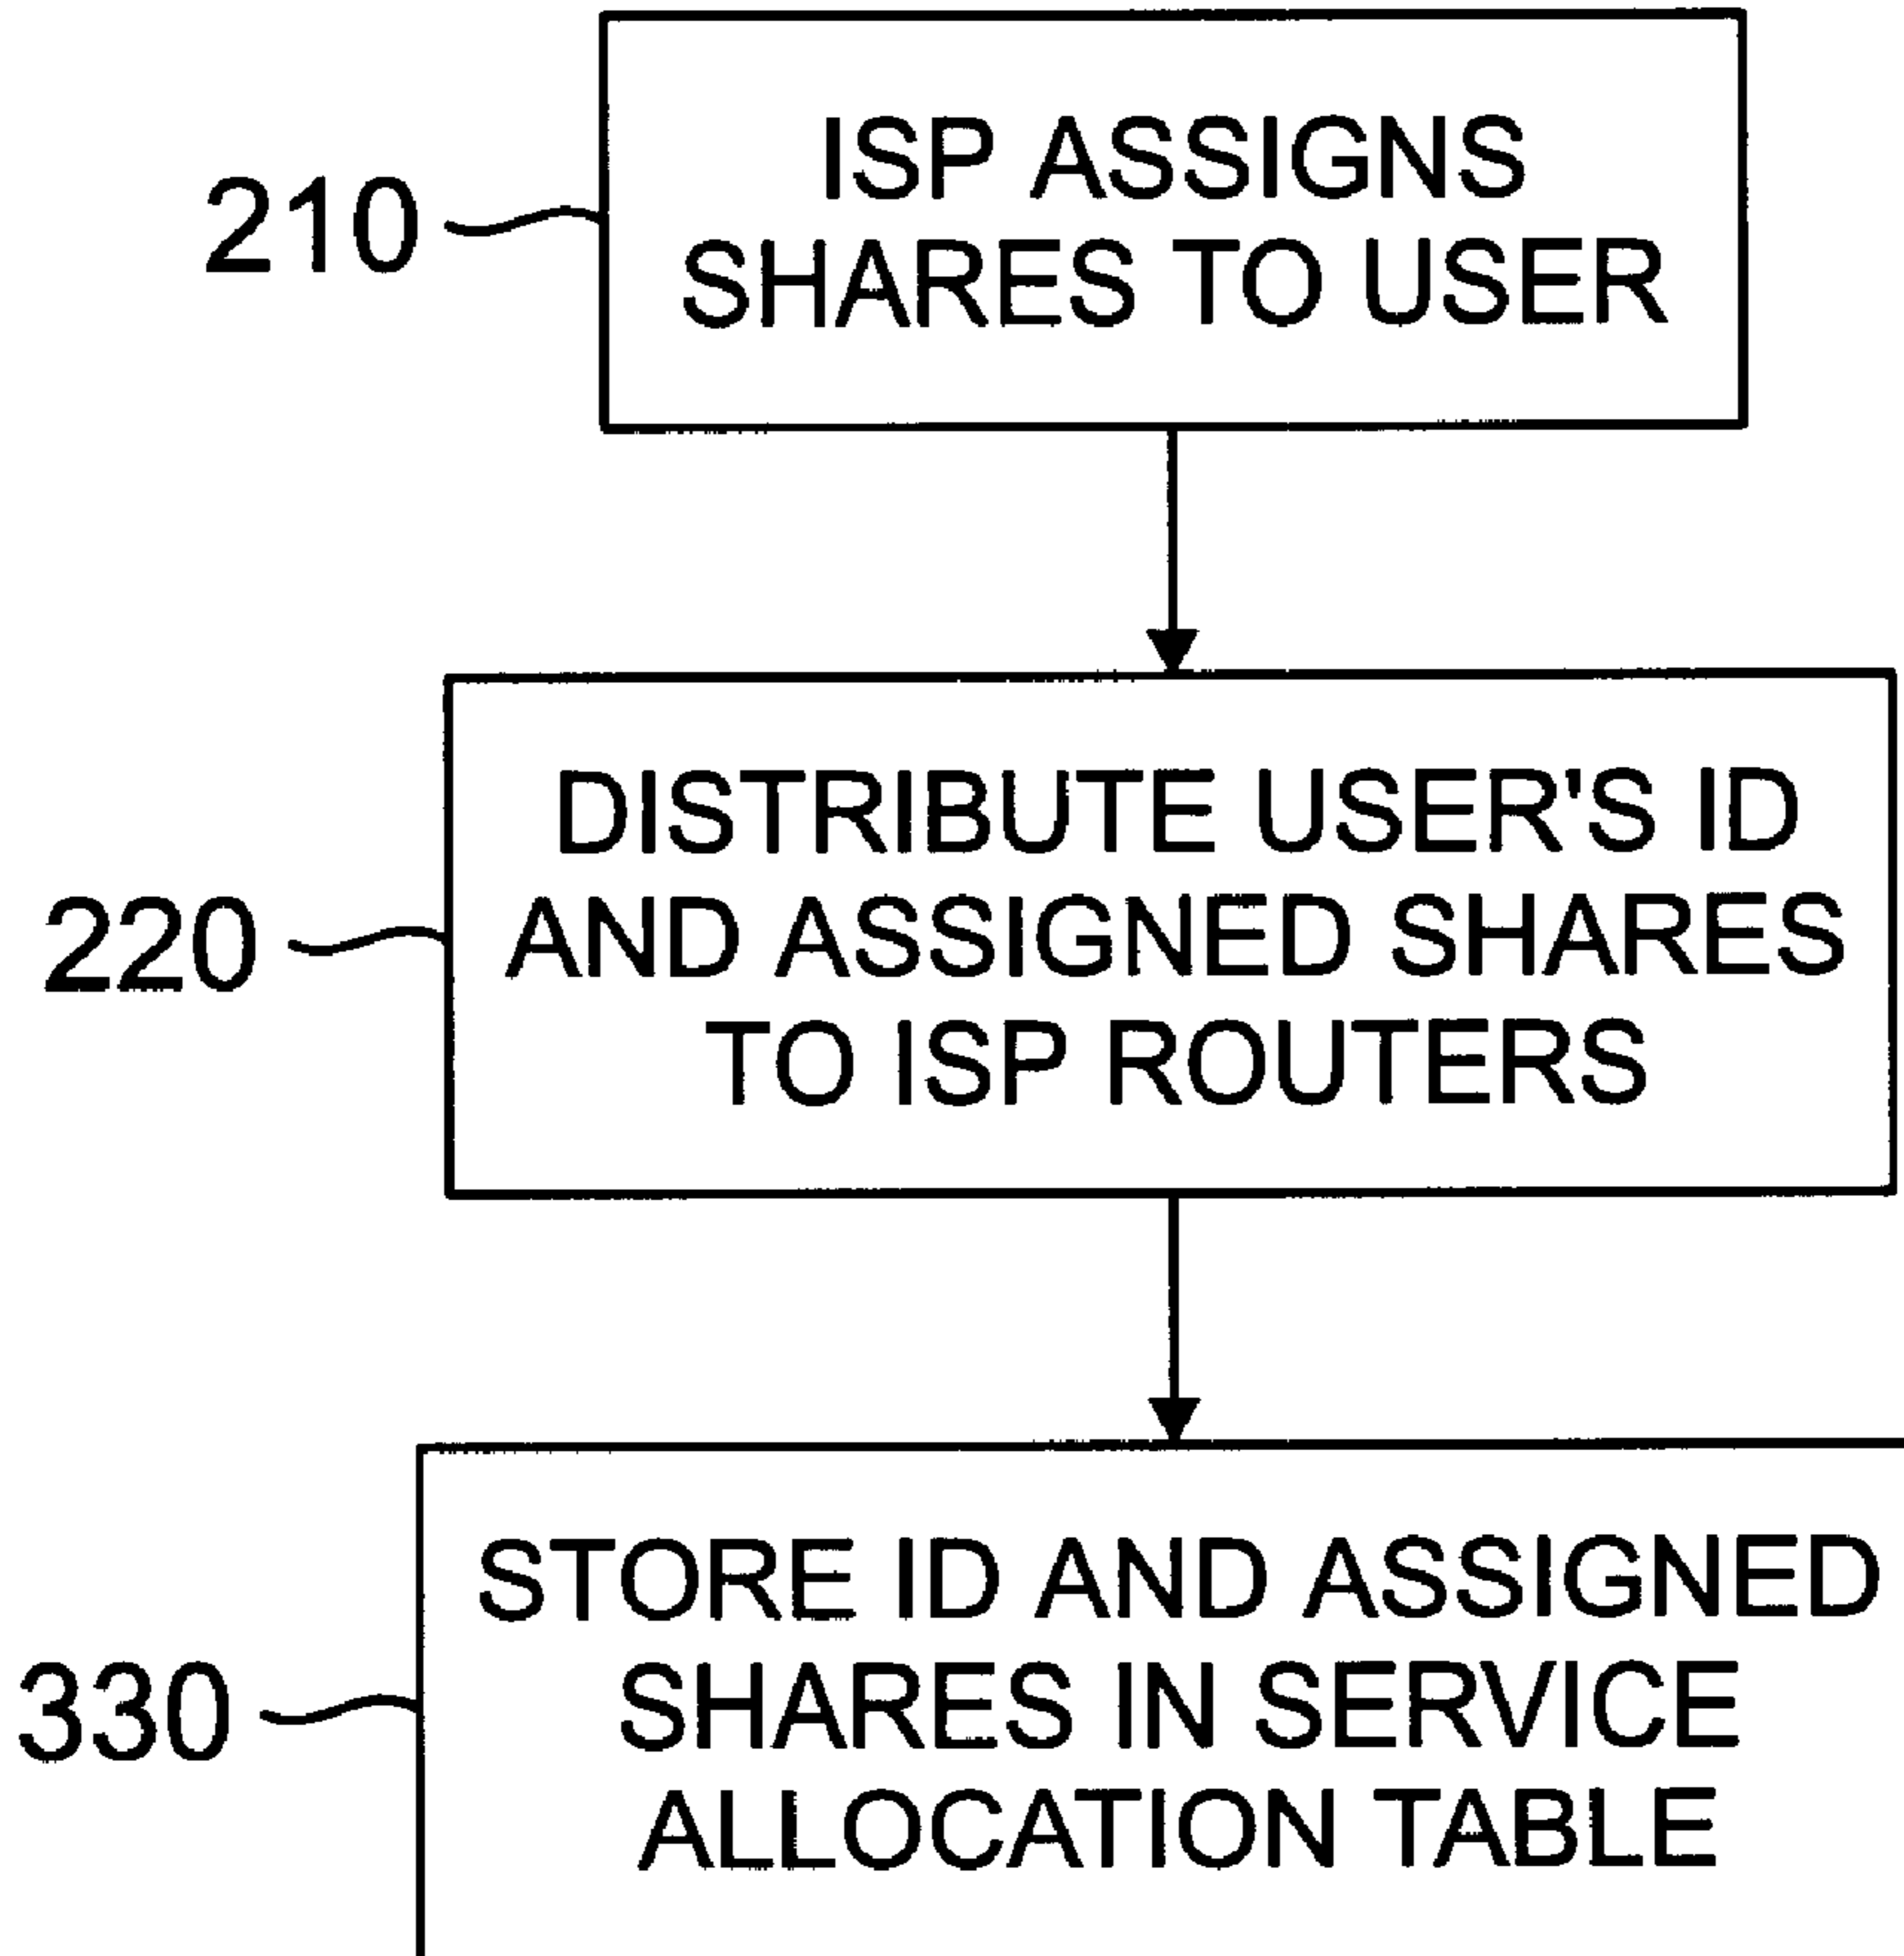 210
ISP ASSIGNS
SHARES TO USER
220
DISTRIBUTE USER'S ID
AND ASSIGNED SHARES
TO ISP ROUTERS
330
STORE ID AND ASSIGNED
SHARES IN SERVICE
ALLOCATION TABLE